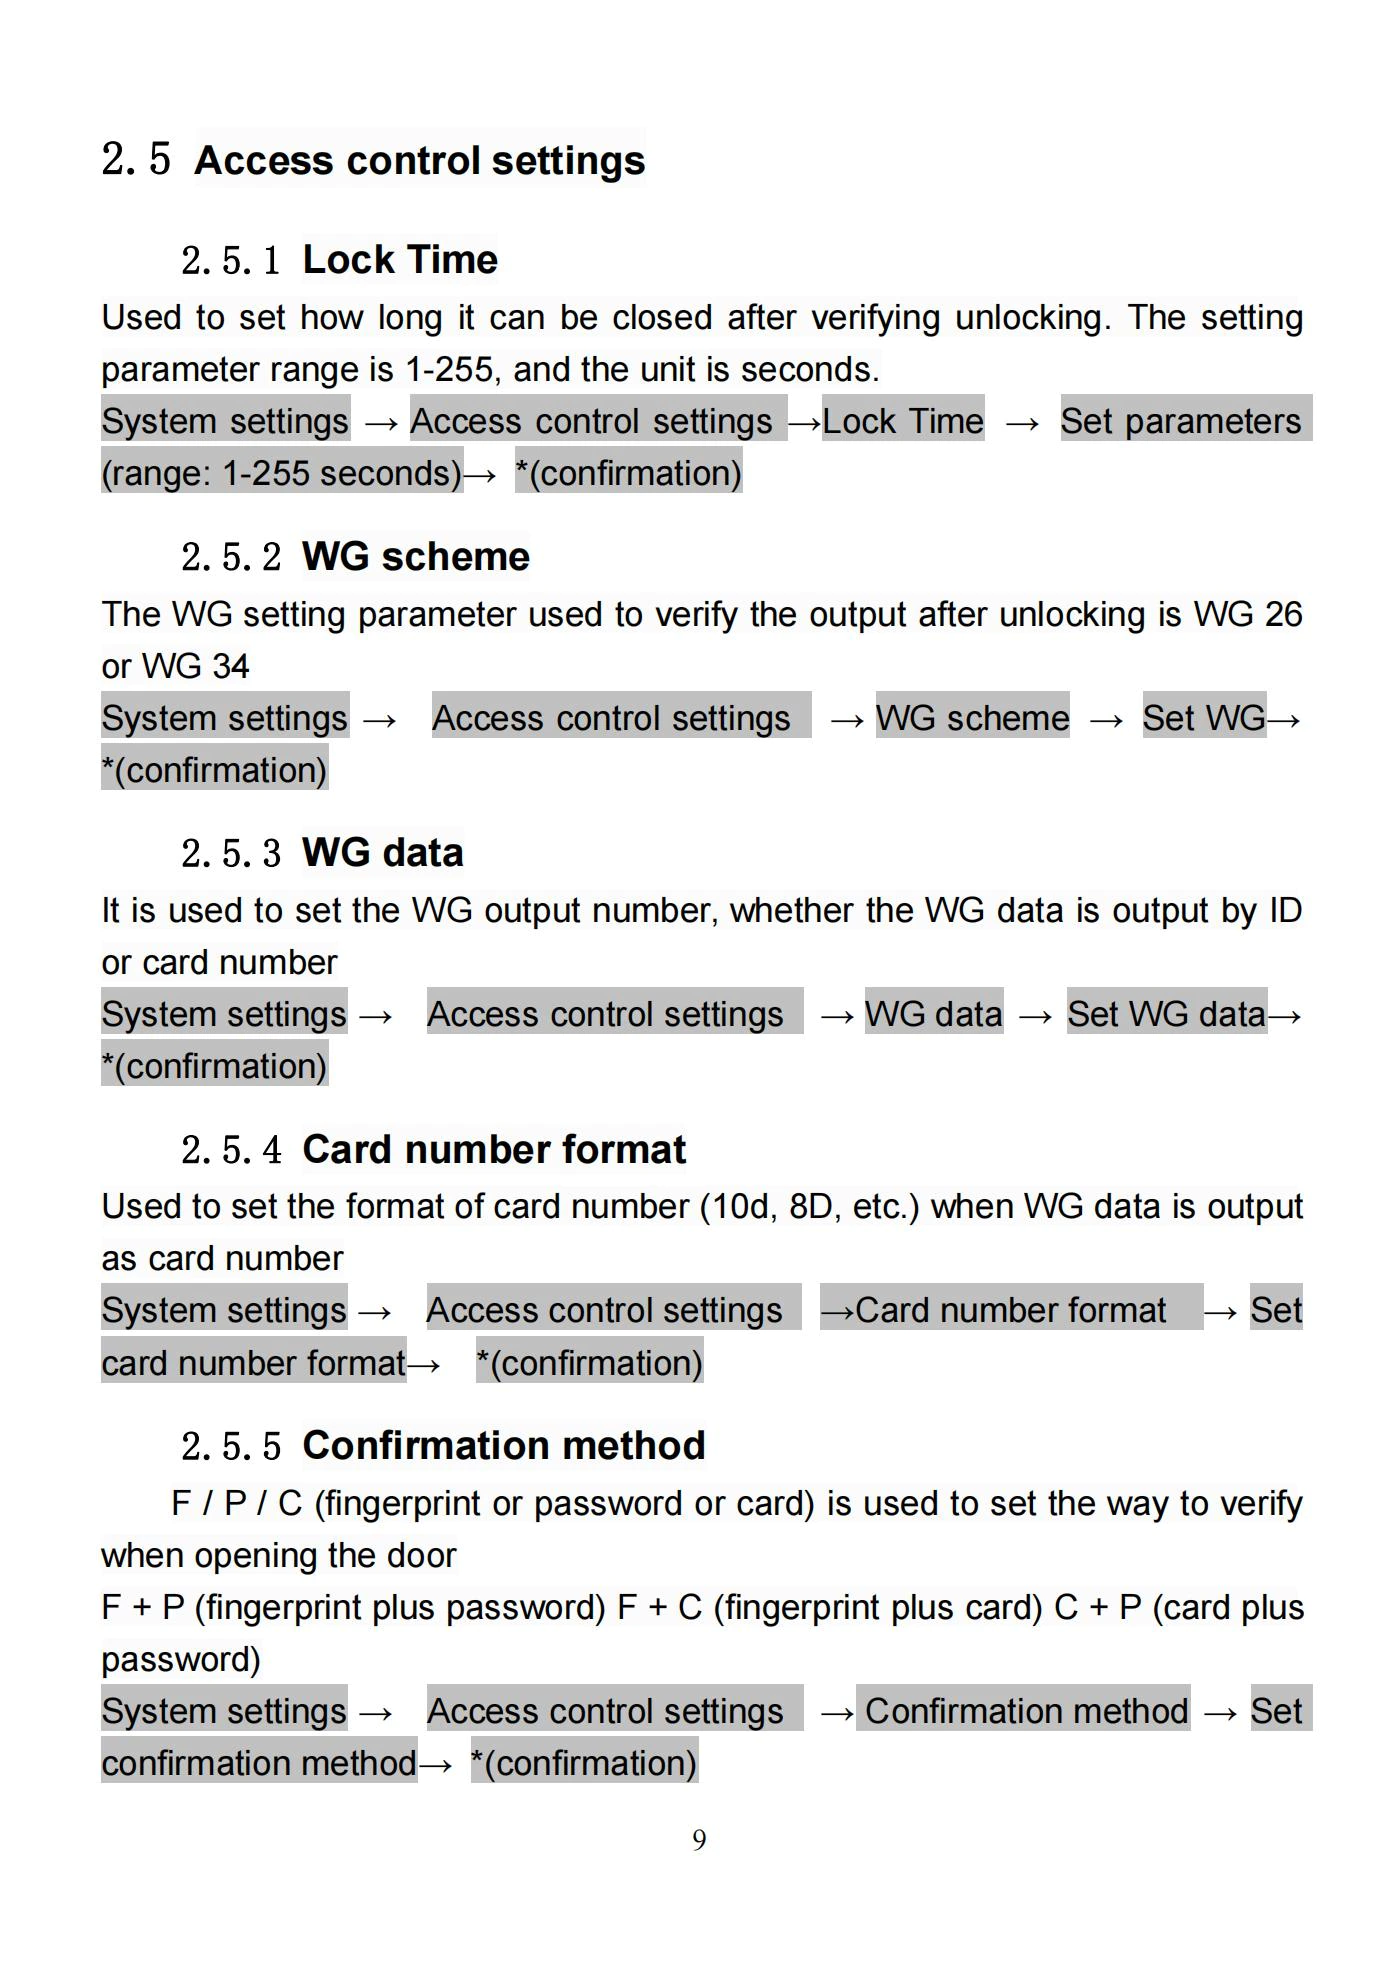 2.5 Access control settings
2.5.1 Lock Time
Used to set how long it can be closed after verifying unlocking. The setting
parameter range is 1-255, and the unit is seconds.
System settings → Access control settings →Lock Time → Set parameters
(range: 1-255 seconds)→ *(confirmation)
2.5.2 WG scheme
The WG setting parameter used to verify the output after unlocking is WG 26
or WG 34
System settings → Access control settings → WG scheme → Set WG→
*(confirmation)
2.5.3 WG data
It is used to set the WG output number, whether the WG data is output by ID
or card number
System settings → Access control settings → WG data → Set WG data→
*(confirmation)
2.5.4 Card number format
Used to set the format of card number (10d, 8D, etc.) when WG data is output
as card number
System settings → Access control settings →Card number format → Set
card number format→ *(confirmation)
2.5.5 Confirmation method
F / P / C (fingerprint or password or card) is used to set the way to verify
when opening the door
F + P (fingerprint plus password) F + C (fingerprint plus card) C + P (card plus
password)
System settings → Access control settings → Confirmation method → Set
confirmation method→ *(confirmation)
9